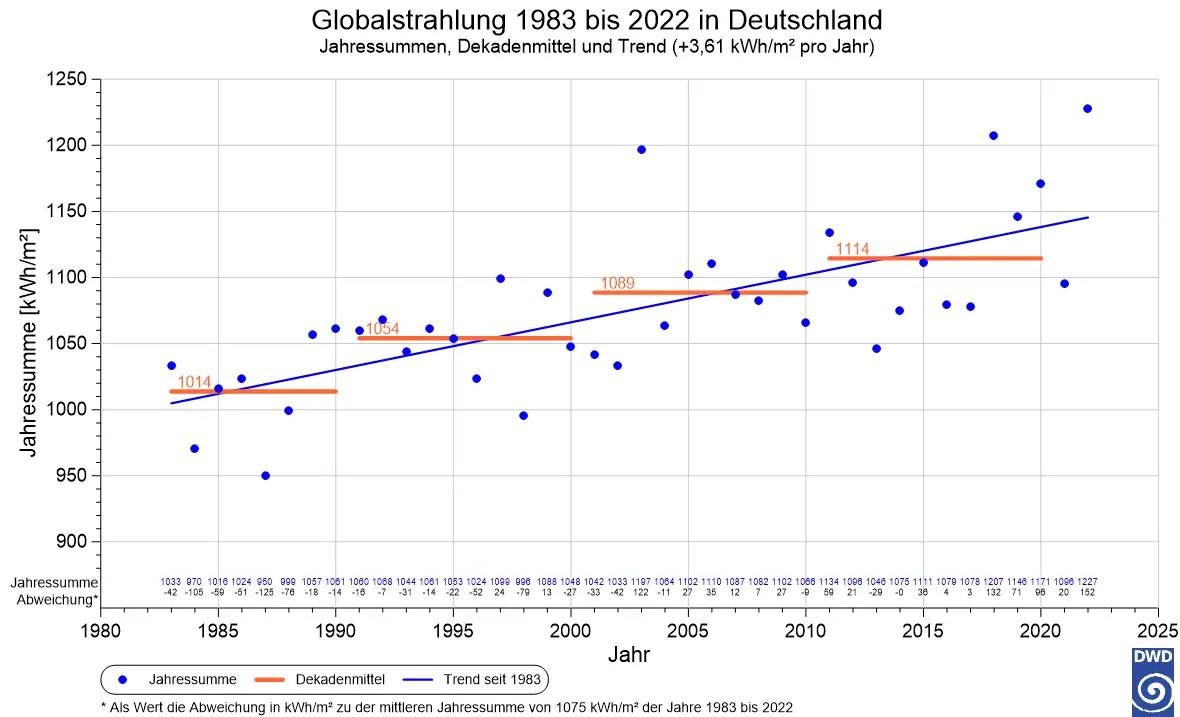 Globalstrahlung 1983 bis 2022 in Deutschland
Jahressummen, Dekadenmittel und Trend (+3,61 kWh/m² pro Jahr)
1250
1200
1150
1100
1050
1000
950
900
Jahressumme [kWh/m²]
1014
1054
1089
1114
Jahressumme 1033 970 1016 1024 950 999 1057 1061 1060 1068 1044 1061 1053 1024 1099 996 1088 1048 1042 1033 1197 1064 1102 1110 1087 1082 1102 1066 1134 1096 1046 1075 1111 1079 1078 1207 1146 1171 1096 1227
Abweichung* -42 -105 -59 -51 -125 -76 -18 -14 -16 -7 -31 -14 -22 -52 24 -79 13 -27 -33 -42 122 -11 27 35 12 7 27 -9 59 21 -29 -0 36 4 3 132 71 96 20 152
1980 1985 1990 1995 2000 2005 2010 2015 2020 2025
Jahr
Jahressumme Dekadenmittel Trend seit 1983
DWD
* Als Wert die Abweichung in kWh/m² zu der mittleren Jahressumme von 1075 kWh/m² der Jahre 1983 bis 2022